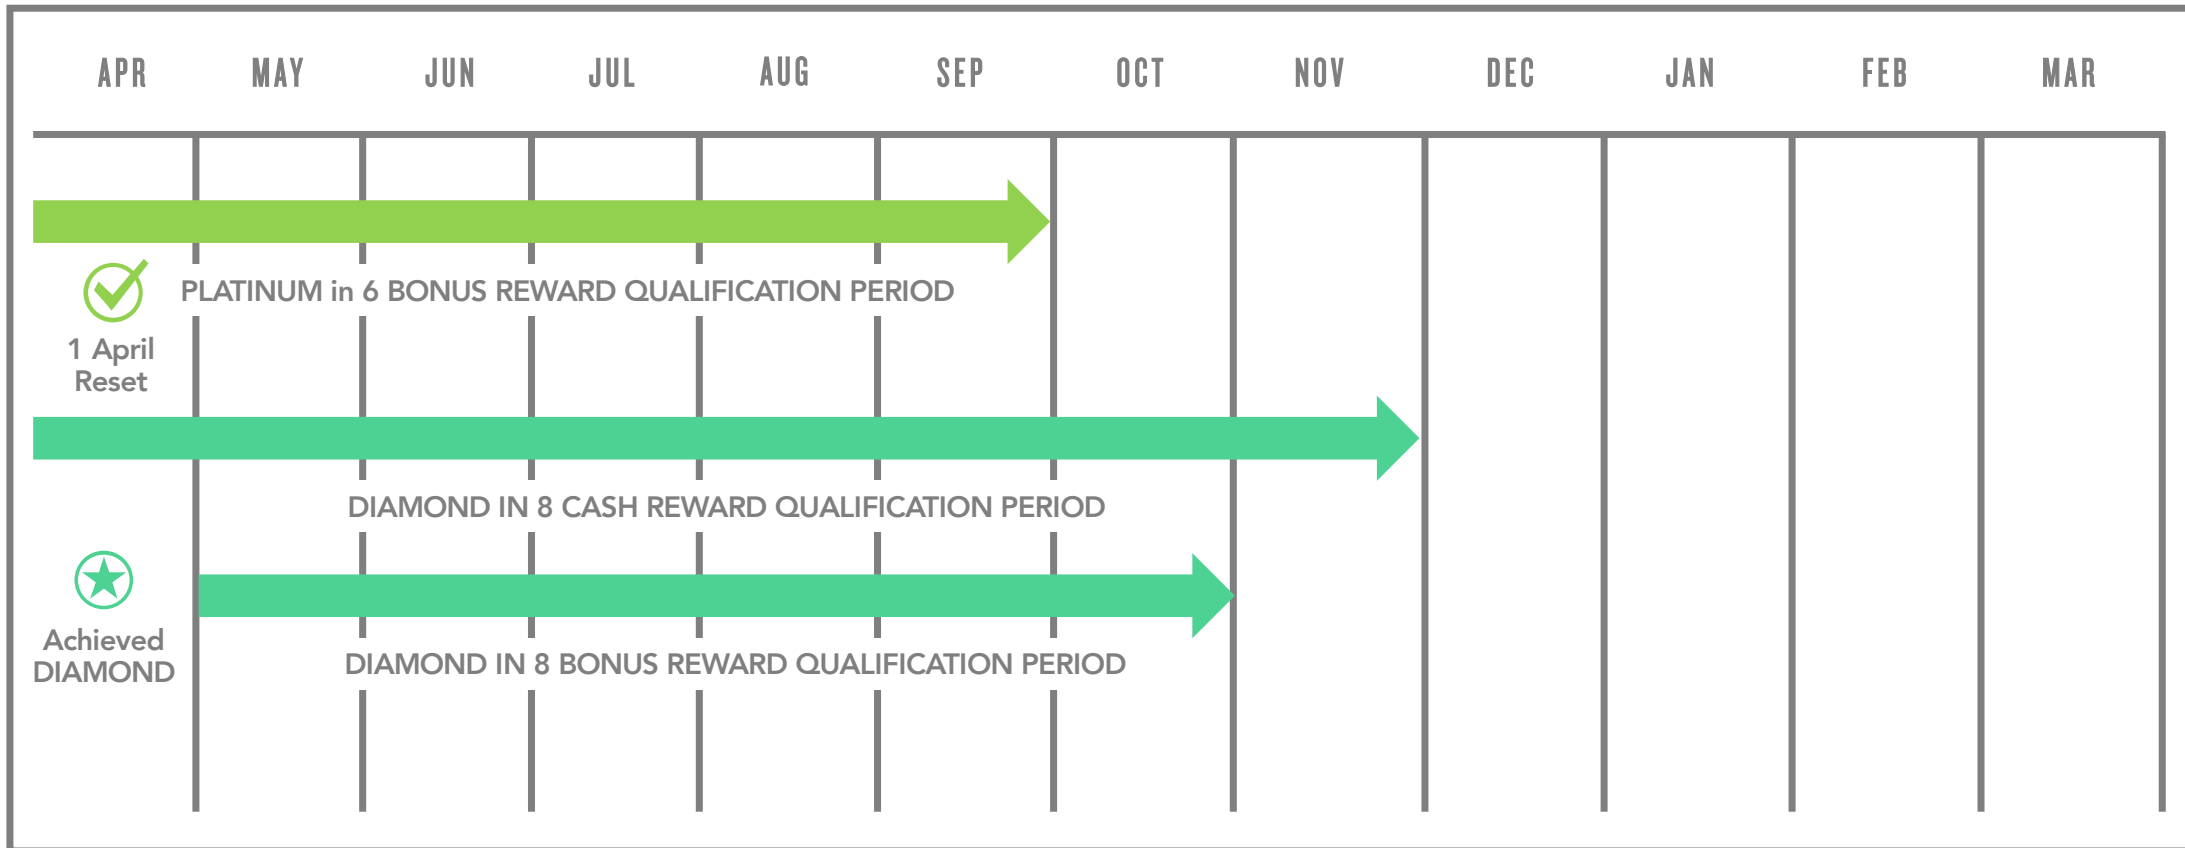 APR MAY JUN JUL AUG SEP OCT NOV DEC JAN FEB MAR
PLATINUM in 6 BONUS REWARD QUALIFICATION PERIOD
1 April
Reset
DIAMOND IN 8 CASH REWARD QUALIFICATION PERIOD
Achieved
DIAMOND
DIAMOND IN 8 BONUS REWARD QUALIFICATION PERIOD